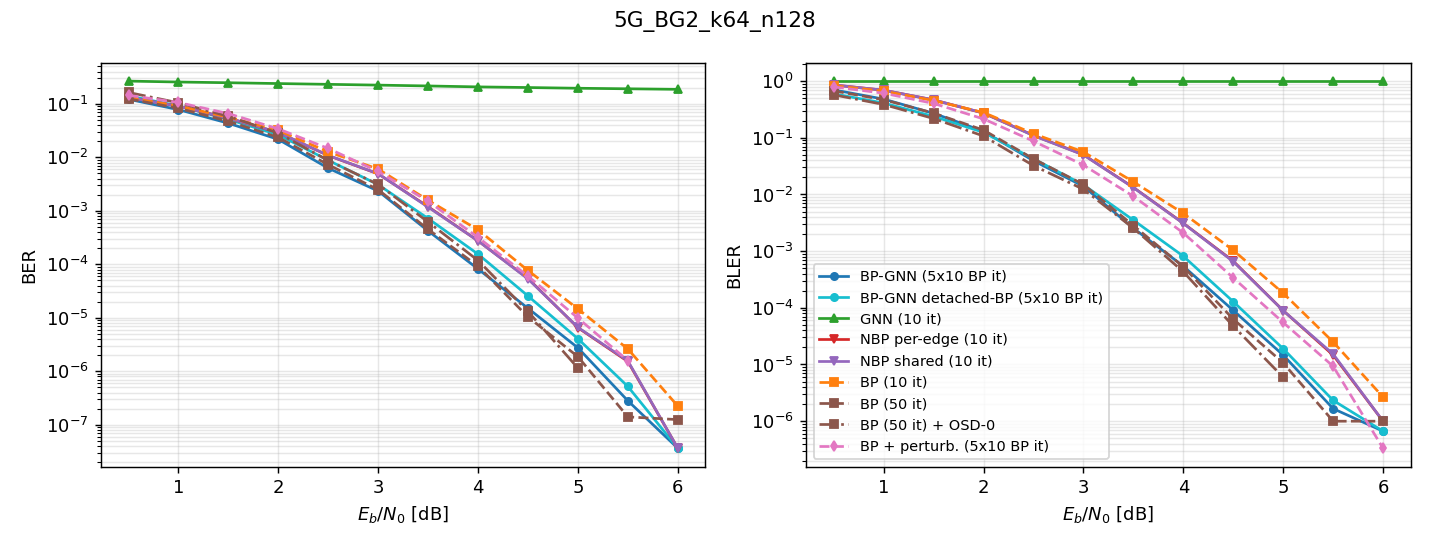 5G_BG2_k64_n128
BER
10⁻¹
10⁻²
10⁻³
10⁻⁴
10⁻⁵
10⁻⁶
10⁻⁷
1 2 3 4 5 6
E_b/N_0 [dB]
BLER
10⁰
10⁻¹
10⁻²
10⁻³
10⁻⁴
10⁻⁵
10⁻⁶
BP-GNN (5x10 BP it)
BP-GNN detached-BP (5x10 BP it)
GNN (10 it)
NBP per-edge (10 it)
NBP shared (10 it)
BP (10 it)
BP (50 it)
BP (50 it) + OSD-0
BP + perturb. (5x10 BP it)
1 2 3 4 5 6
E_b/N_0 [dB]